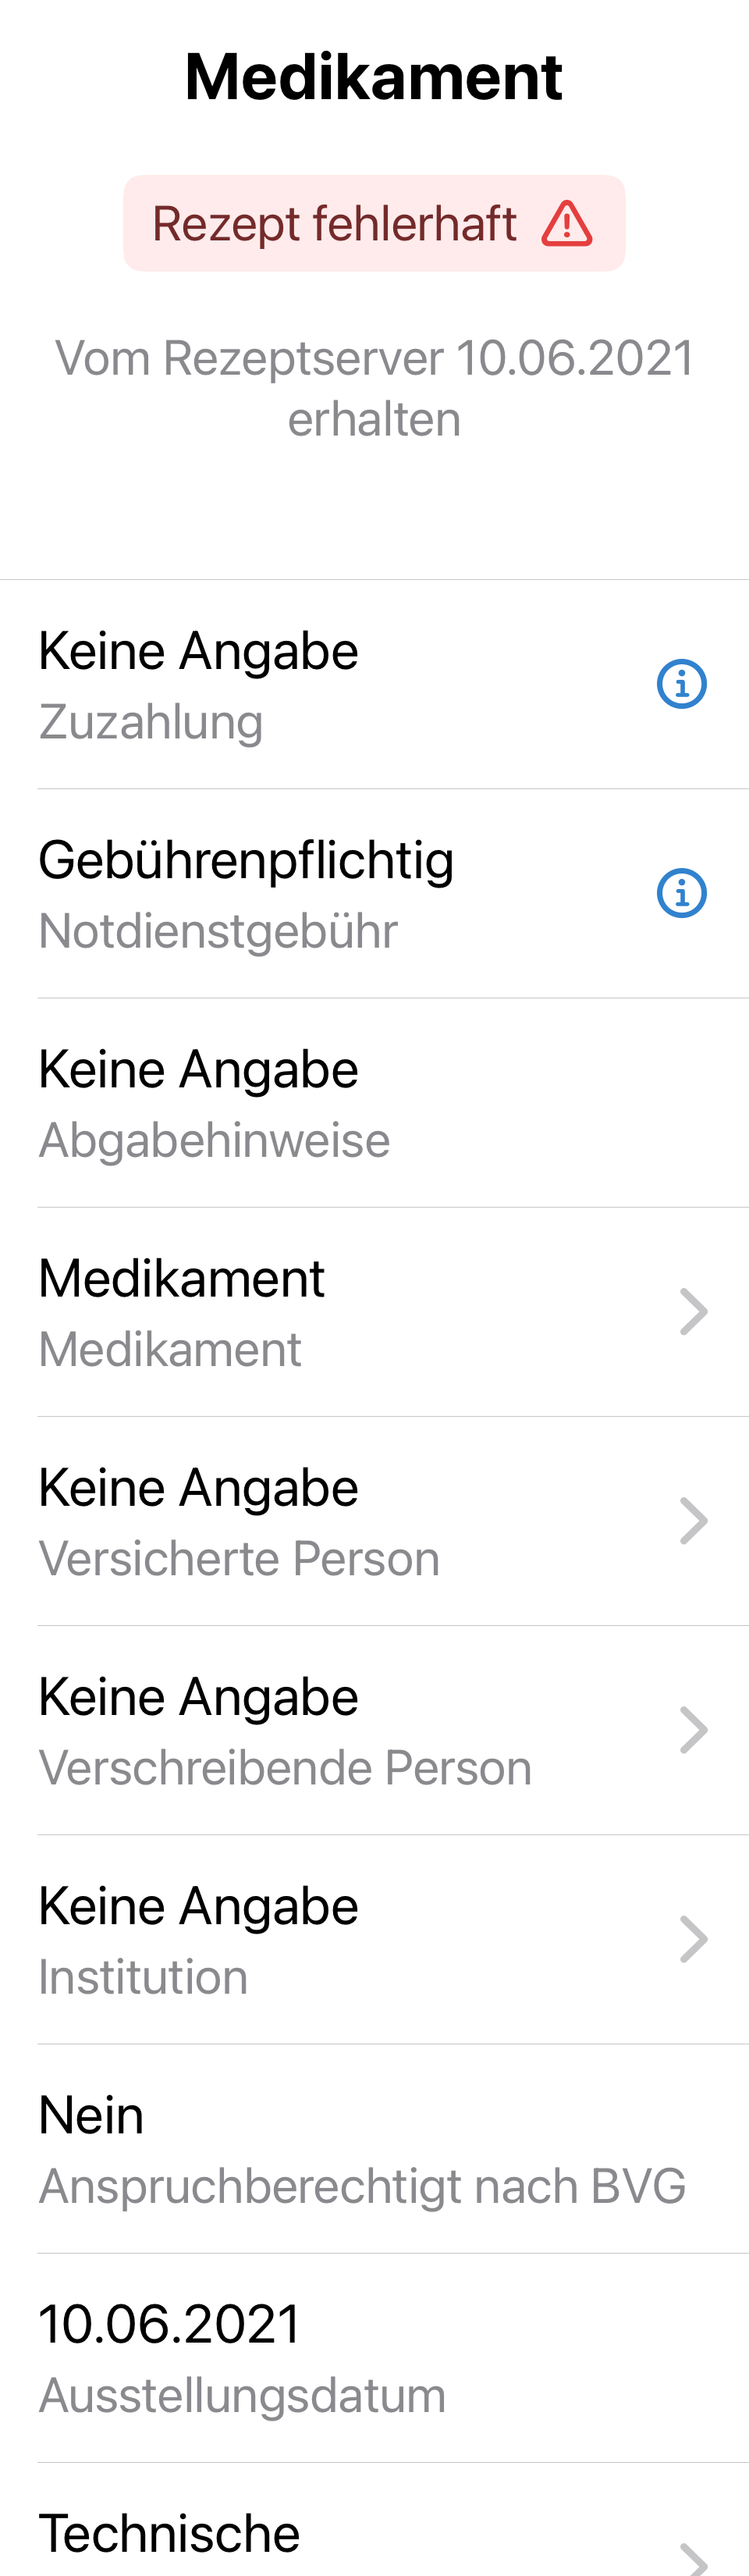 Medikament
Rezept fehlerhaft
Vom Rezeptserver 10.06.2021
erhalten
Keine Angabe
Zuzahlung
Gebührenpflichtig
Notdienstgebühr
Keine Angabe
Abgabehinweise
Medikament
Medikament
Keine Angabe
Versicherte Person
Keine Angabe
Verschreibende Person
Keine Angabe
Institution
Nein
Anspruchberechtigt nach BVG
10.06.2021
Ausstellungsdatum
Technische